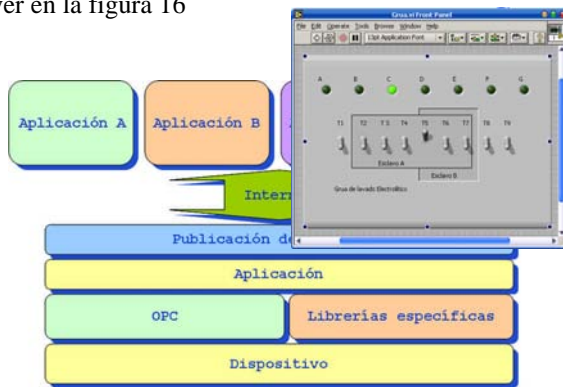 ver en la figura 16
Grua.vi Front Panel
File Edit Operate Tools Browse Window Help
13pt Application Font
A B C D E F G
T1 T2 T3 T4 T5 T6 T7 T8 T9
Esclavo A
Esclavo B
Grua de lavado Electrolítico
Aplicación A
Aplicación B
Publicación de
Aplicación
OPC
Librerías específicas
Dispositivo